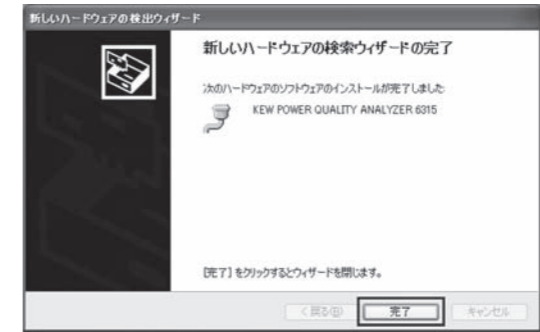 新しいハードウェアの検出ウィザード
新しいハードウェアの検索ウィザードの完了
次のハードウェアのソフトウェアのインストールが完了しました:
KEW POWER QUALITY ANALYZER 6315
[完了] をクリックするとウィザードを閉じます。
< 戻る(B)
完了
キャンセル